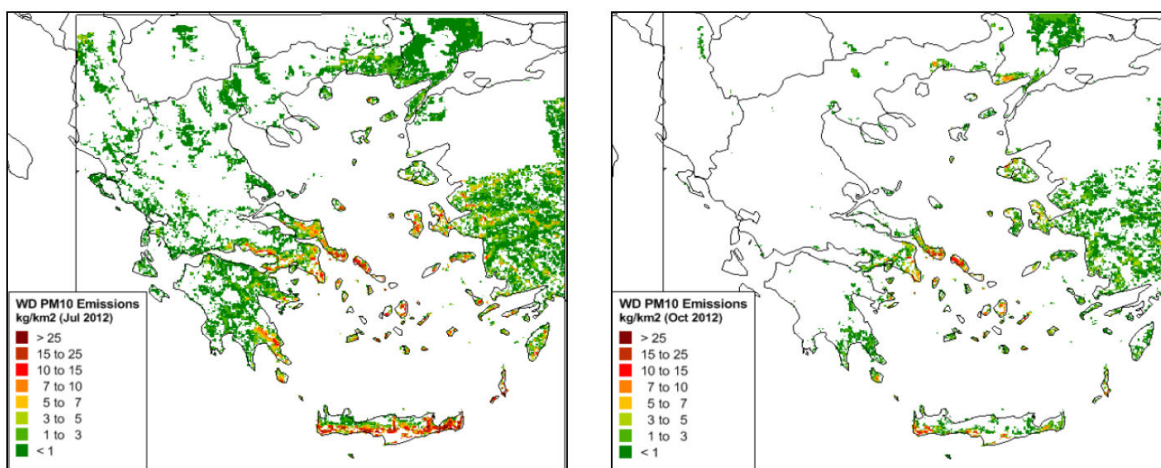 WD PM10 Emissions
kg/km2 (Jul 2012)
> 25
15 to 25
10 to 15
7 to 10
5 to 7
3 to 5
1 to 3
< 1
WD PM10 Emissions
kg/km2 (Oct 2012)
> 25
15 to 25
10 to 15
7 to 10
5 to 7
3 to 5
1 to 3
< 1